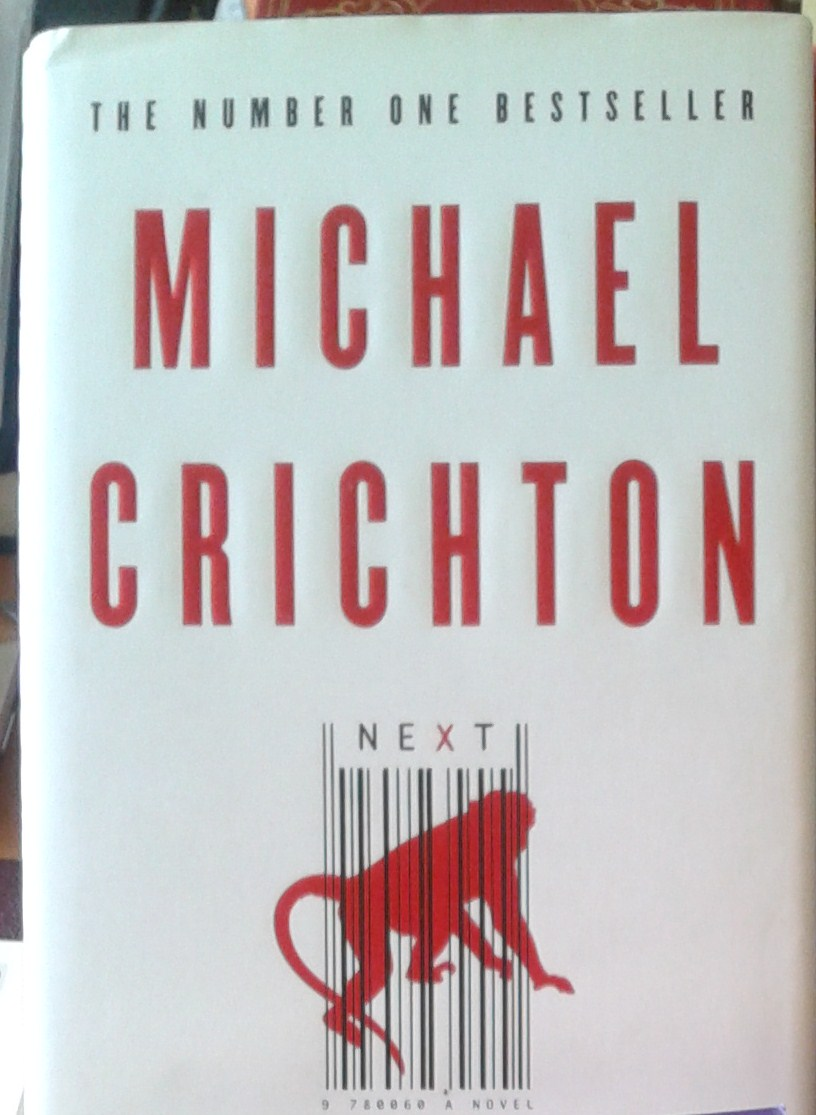 THE NUMBER ONE BESTSELLER
MICHAEL
CRICHTON
NEXT
9 780060 A NOVEL